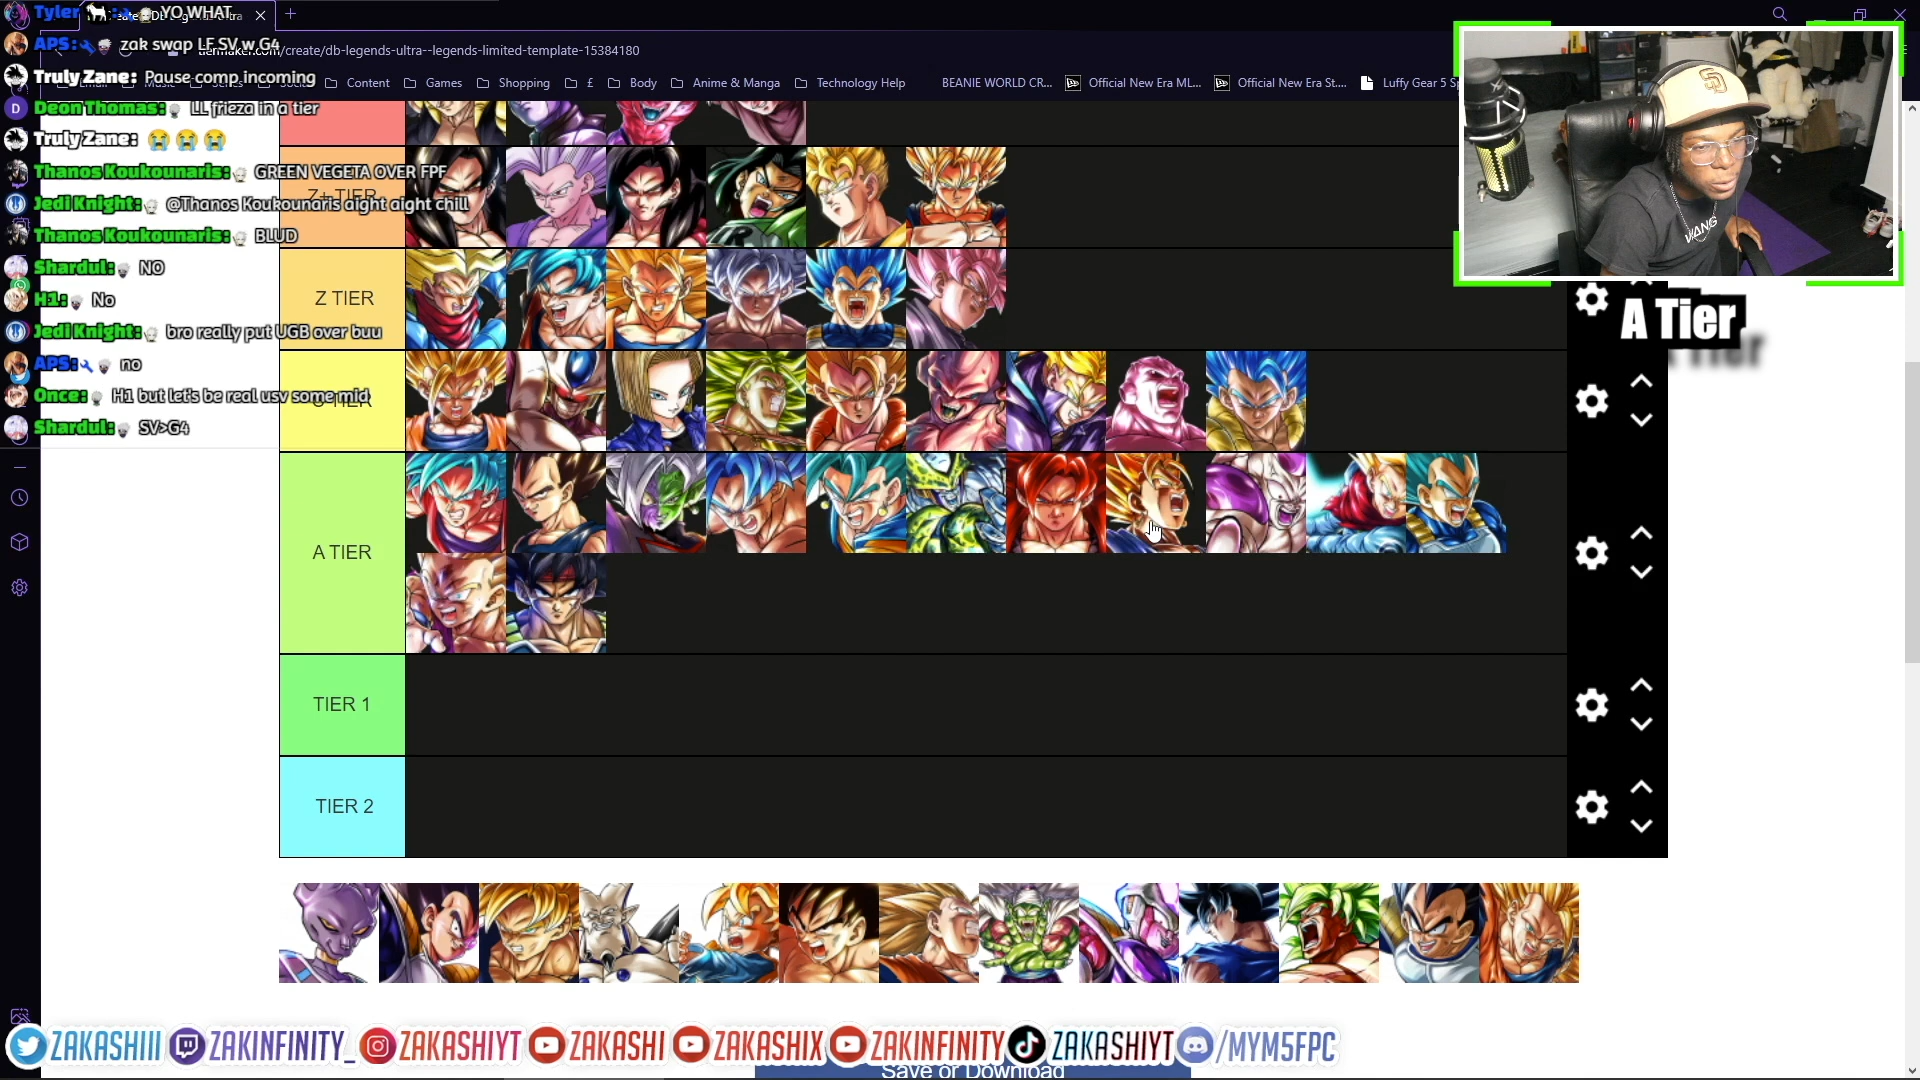 Tyler YO WHAT
APS: zak swap LF SV w G4
/create/db-legends-ultra--legends-limited-template-15384180
Truly Zane: Pause comp incoming
Content Games Shopping £ Body Anime & Manga Technology Help BEANIE WORLD CR... Official New Era ML... Official New Era St.... Luffy Gear 5 Sp
Deon Thomas: LL frieza in a tier
Truly Zane:
Thanos Koukounaris: GREEN VEGETA OVER FPF
Z+ TIER
Jedi Knight: @Thanos Koukounaris aight aight chill
Thanos Koukounaris: BLUD
Shardul: NO
Z TIER
H1: No
Jedi Knight: bro really put UGB over buu
APS: no
Once: H1 but let's be real usv some mid
Shardul: SV>G4
A Tier
A TIER
TIER 1
TIER 2
VVANG
ZAKASHIII ZAKINFINITY_ ZAKASHIYT ZAKASHI ZAKASHIX ZAKINFINITY ZAKASHIYT /MYM5FPC
Save or Download